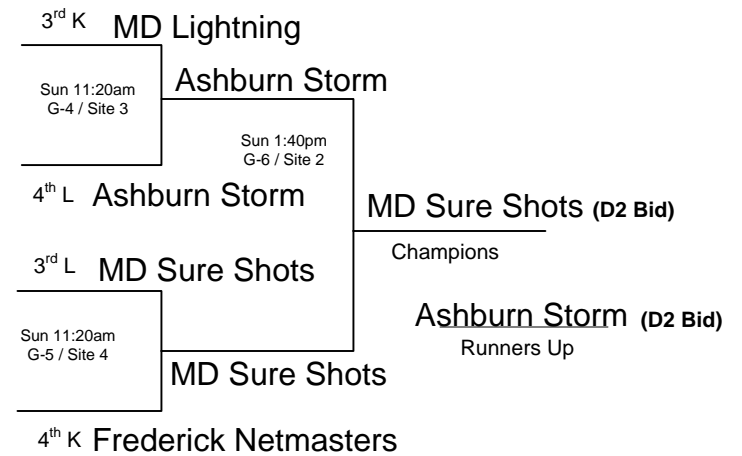 3rd K MD Lightning
Sun 11:20am
G-4 / Site 3
Ashburn Storm
Sun 1:40pm
G-6 / Site 2
4th L Ashburn Storm
MD Sure Shots (D2 Bid)
Champions
3rd L MD Sure Shots
Ashburn Storm (D2 Bid)
Runners Up
Sun 11:20am
G-5 / Site 4
MD Sure Shots
4th K Frederick Netmasters